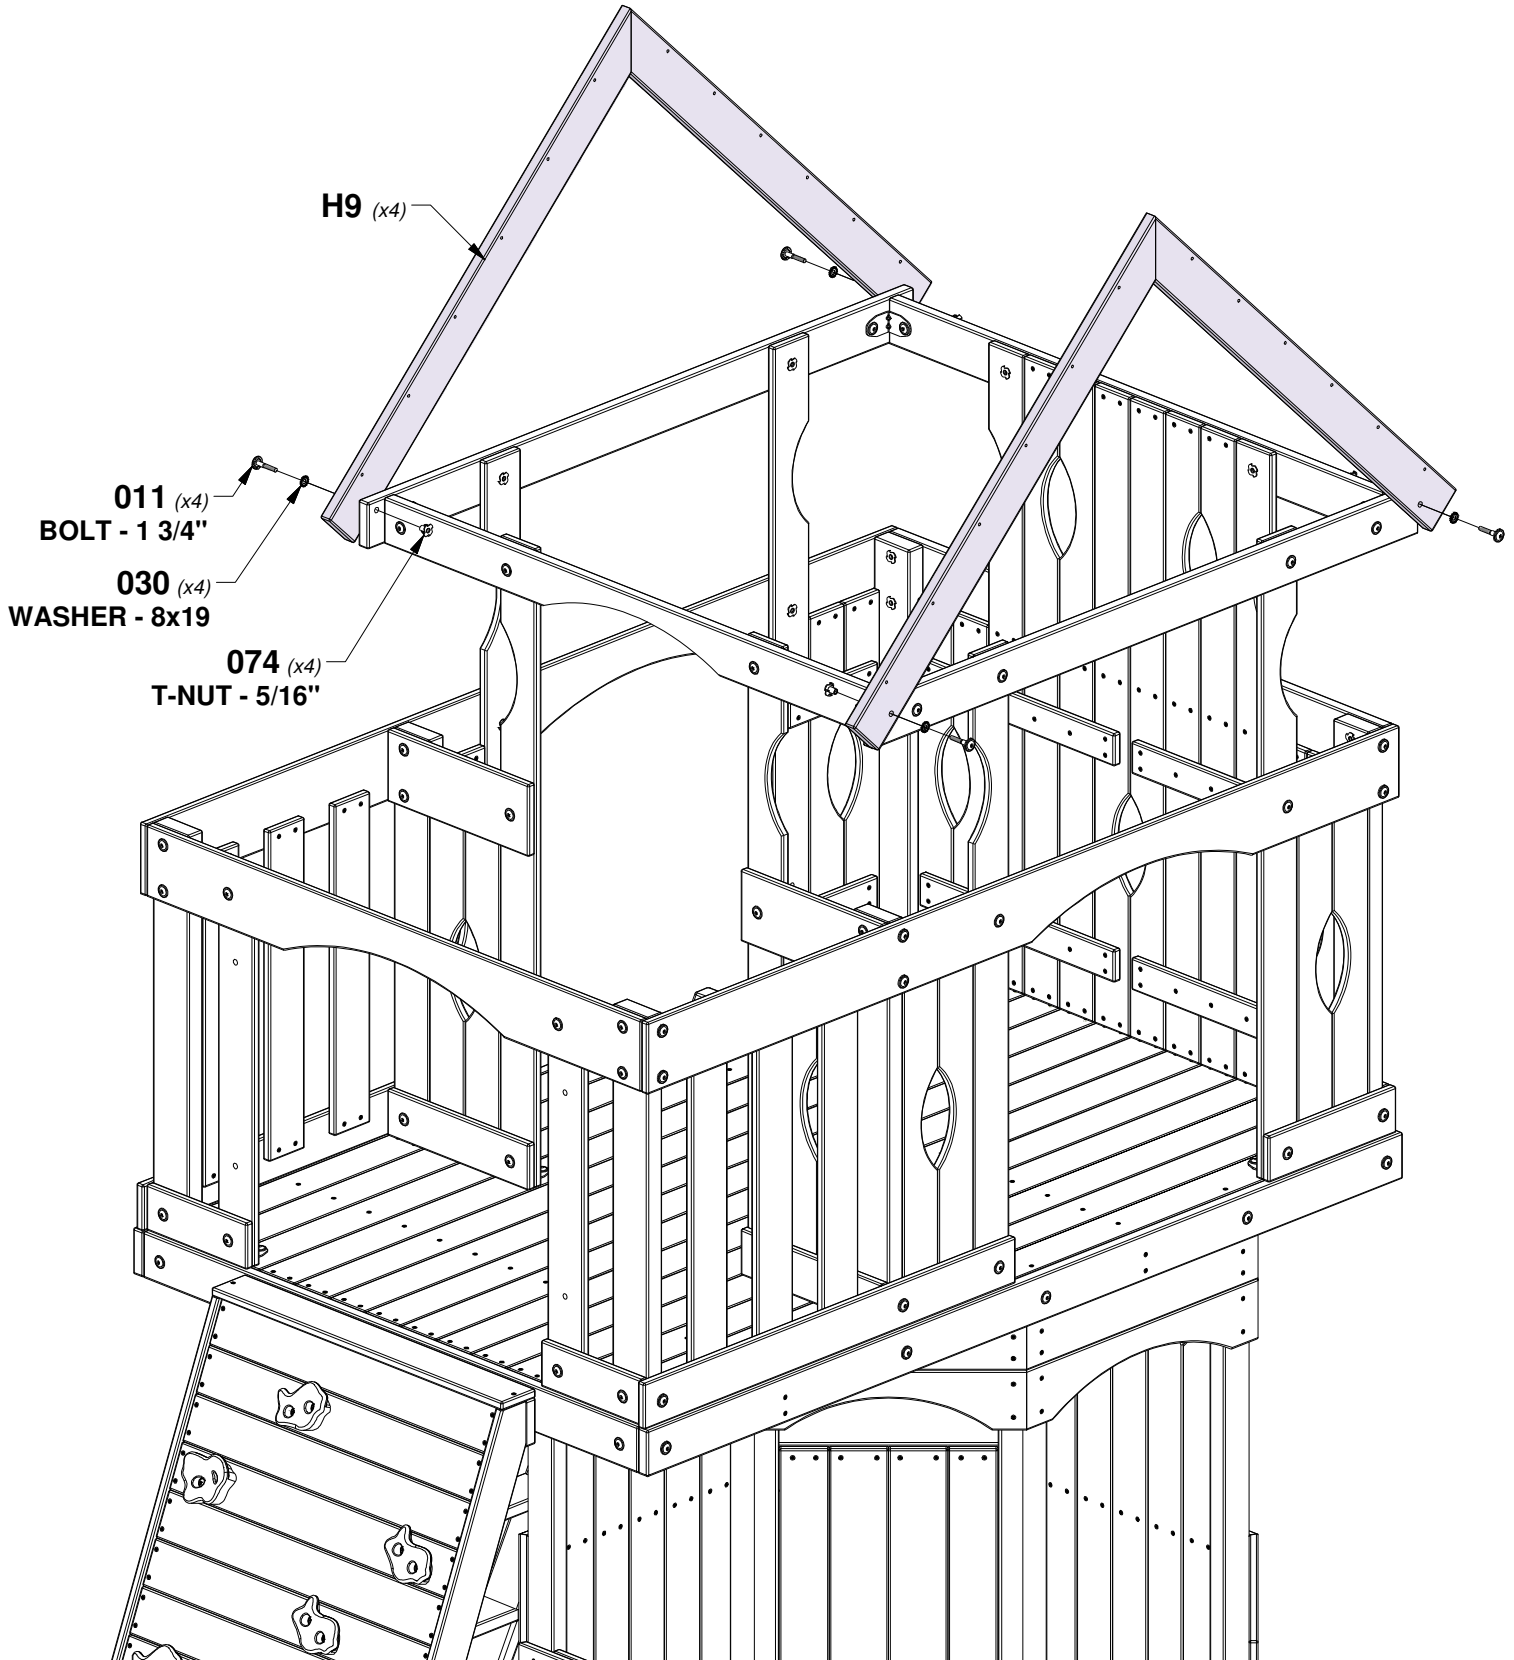 H9 (x4)
011 (x4)
BOLT - 1 3/4"
030 (x4)
WASHER - 8x19
074 (x4)
T-NUT - 5/16"